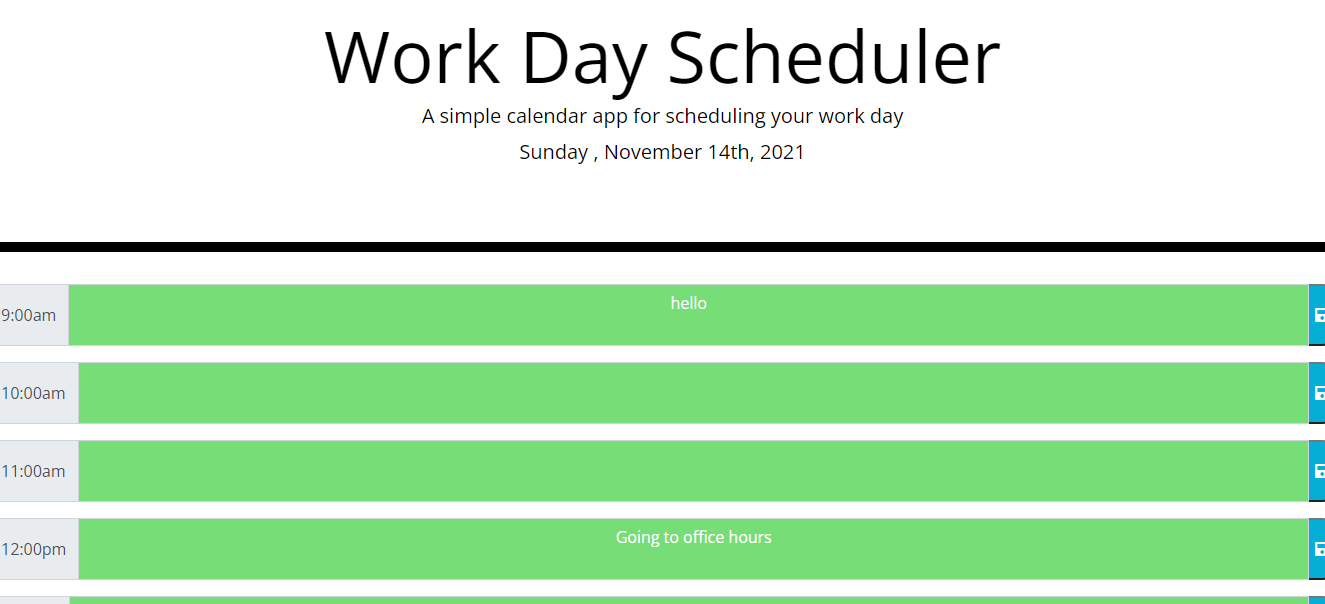 Work Day Scheduler
A simple calendar app for scheduling your work day
Sunday , November 14th, 2021
9:00am
hello
10:00am
11:00am
12:00pm
Going to office hours